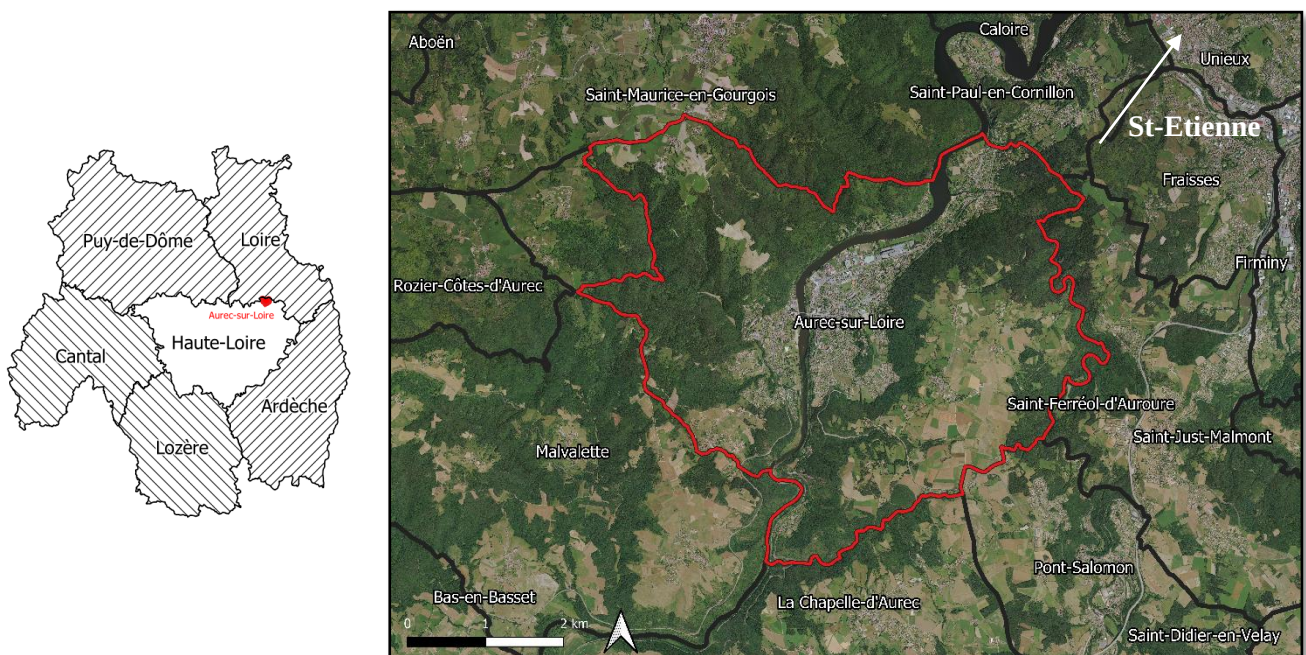 Puy-de-Dôme
Loire
Aurec-sur-Loire
Haute-Loire
Cantal
Ardèche
Lozère
Aboën
Caloire
Unieux
Saint-Maurice-en-Gourgois
Saint-Paul-en-Cornillon
St-Etienne
Fraisses
Firminy
Rozier-Côtes-d'Aurec
Aurec-sur-Loire
Saint-Ferréol-d'Auroure
Saint-Just-Malmont
Malvalette
Pont-Salomon
Bas-en-Basset
La Chapelle-d'Aurec
0 1 2 km
Saint-Didier-en-Velay